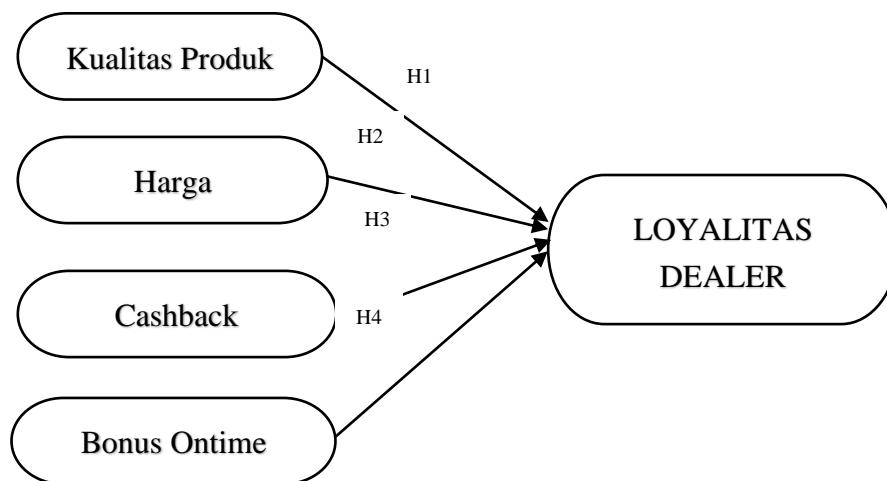 Kualitas Produk
H1
H2
Harga
H3
LOYALITAS
DEALER
Cashback
H4
Bonus Ontime